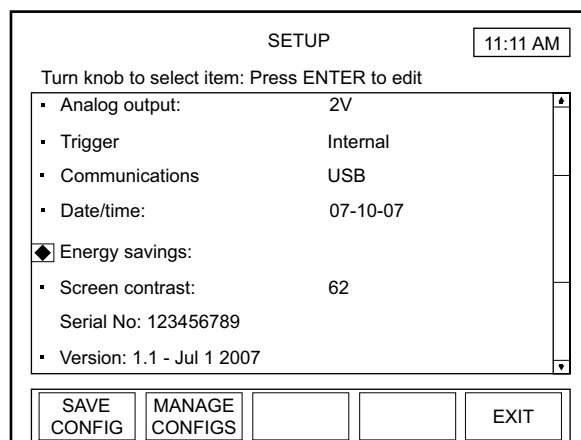 SETUP
11:11 AM
Turn knob to select item: Press ENTER to edit
Analog output: 2V
Trigger Internal
Communications USB
Date/time: 07-10-07
Energy savings:
Screen contrast: 62
Serial No: 123456789
Version: 1.1 - Jul 1 2007
SAVE CONFIG
MANAGE CONFIGS
EXIT